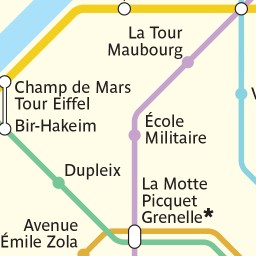 La Tour
Maubourg
Champ de Mars
Tour Eiffel
Bir-Hakeim
École
Militaire
Dupleix
La Motte
Picquet
Grenelle*
Avenue
Émile Zola
V